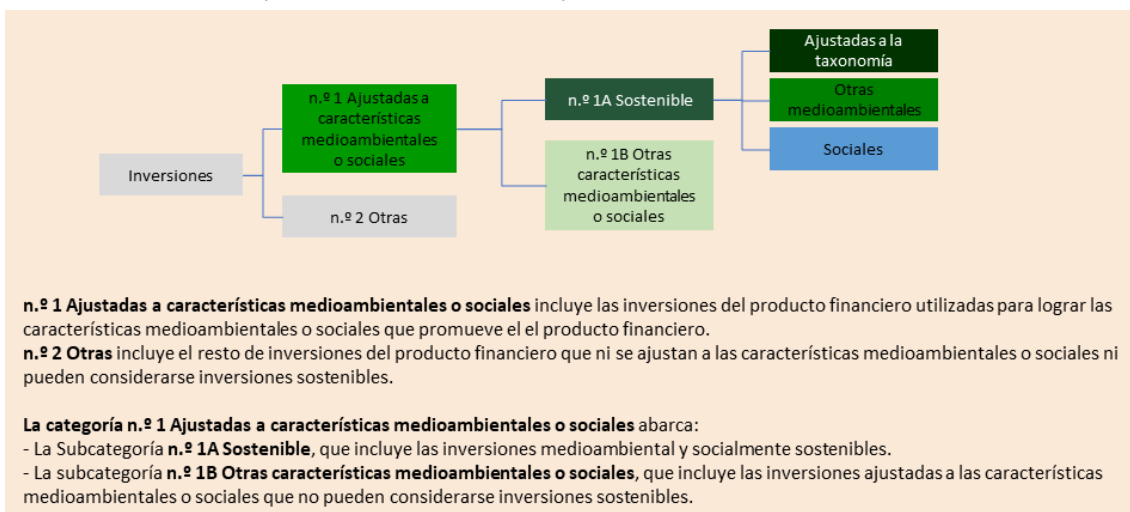 Ajustadas a la
taxonomía
n.º 1 Ajustadas a
características
medioambientales
o sociales
n.º 1A Sostenible
Otras
medioambientales
Inversiones
n.º 1B Otras
características
medioambientales
o sociales
Sociales
n.º 2 Otras
n.º 1 Ajustadas a características medioambientales o sociales incluye las inversiones del producto financiero utilizadas para lograr las
características medioambientales o sociales que promueve el el producto financiero.
n.º 2 Otras incluye el resto de inversiones del producto financiero que ni se ajustan a las características medioambientales o sociales ni
pueden considerarse inversiones sostenibles.
La categoría n.º 1 Ajustadas a características medioambientales o sociales abarca:
- La Subcategoría n.º 1A Sostenible, que incluye las inversiones medioambiental y socialmente sostenibles.
- La subcategoría n.º 1B Otras características medioambientales o sociales, que incluye las inversiones ajustadas a las características
medioambientales o sociales que no pueden considerarse inversiones sostenibles.